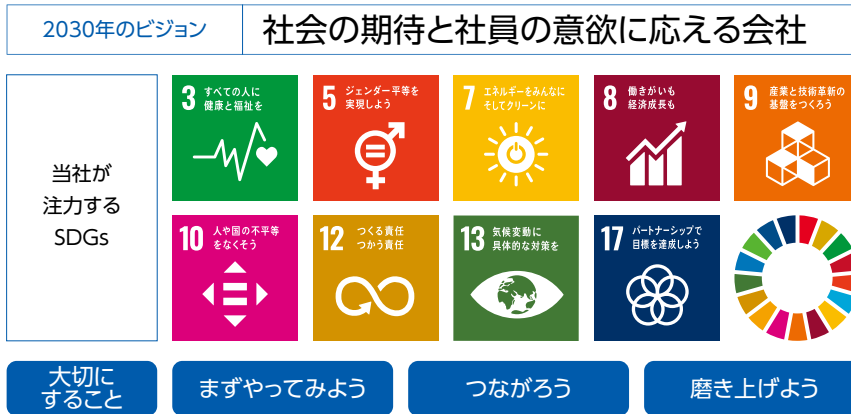 2030年のビジョン
社会の期待と社員の意欲に応える会社
当社が
注力する
SDGs
3 すべての人に
健康と福祉を
5 ジェンダー平等を
実現しよう
7 エネルギーをみんなに
そしてクリーンに
8 働きがいも
経済成長も
9 産業と技術革新の
基盤をつくろう
10 人や国の不平等
をなくそう
12 つくる責任
つかう責任
13 気候変動に
具体的な対策を
17 パートナーシップで
目標を達成しよう
大切に
すること
まずやってみよう
つながろう
磨き上げよう